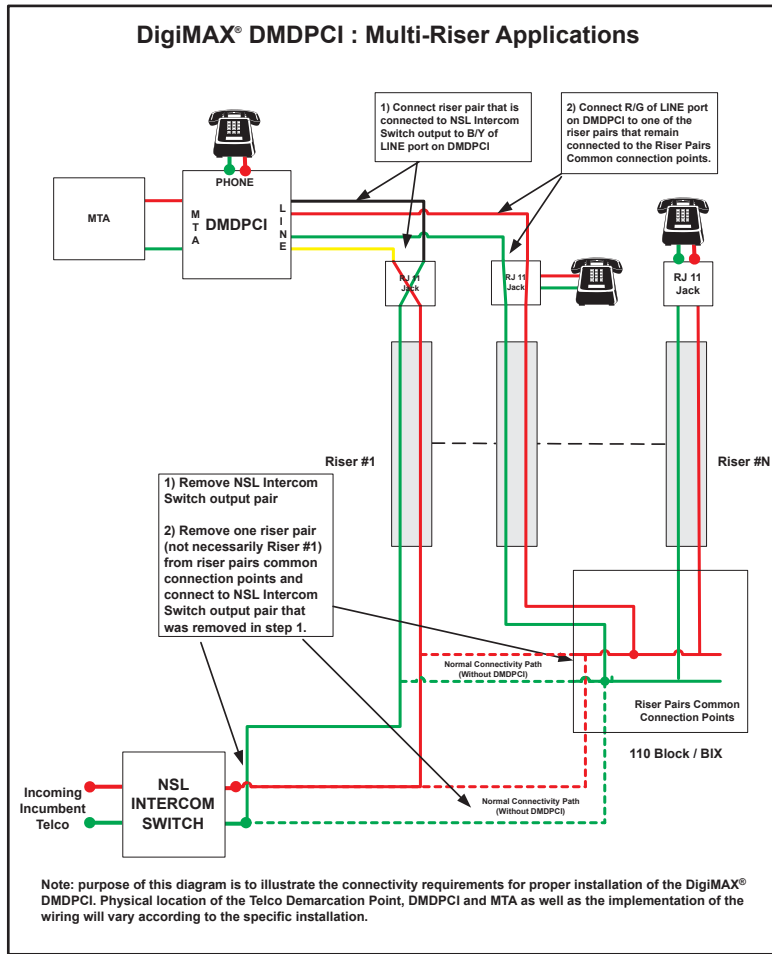 DigiMAX® DMDPCI : Multi-Riser Applications
1) Connect riser pair that is
connected to NSL Intercom
Switch output to B/Y of
LINE port on DMDPCI
2) Connect R/G of LINE port
on DMDPCI to one of the
riser pairs that remain
connected to the Riser Pairs
Common connection points.
PHONE
MTA
M
T
A
DMDPCI
L
I
N
E
RJ 11
Jack
RJ 11
Jack
RJ 11
Jack
Riser #1
Riser #N
1) Remove NSL Intercom
Switch output pair
2) Remove one riser pair
(not necessarily Riser #1)
from riser pairs common
connection points and
connect to NSL Intercom
Switch output pair that
was removed in step 1.
Normal Connectivity Path
(Without DMDPCI)
Riser Pairs Common
Connection Points
110 Block / BIX
Incoming
Incumbent
Telco
NSL
INTERCOM
SWITCH
Normal Connectivity Path
(Without DMDPCI)
Note: purpose of this diagram is to illustrate the connectivity requirements for proper installation of the DigiMAX®
DMDPCI. Physical location of the Telco Demarcation Point, DMDPCI and MTA as well as the implementation of the
wiring will vary according to the specific installation.